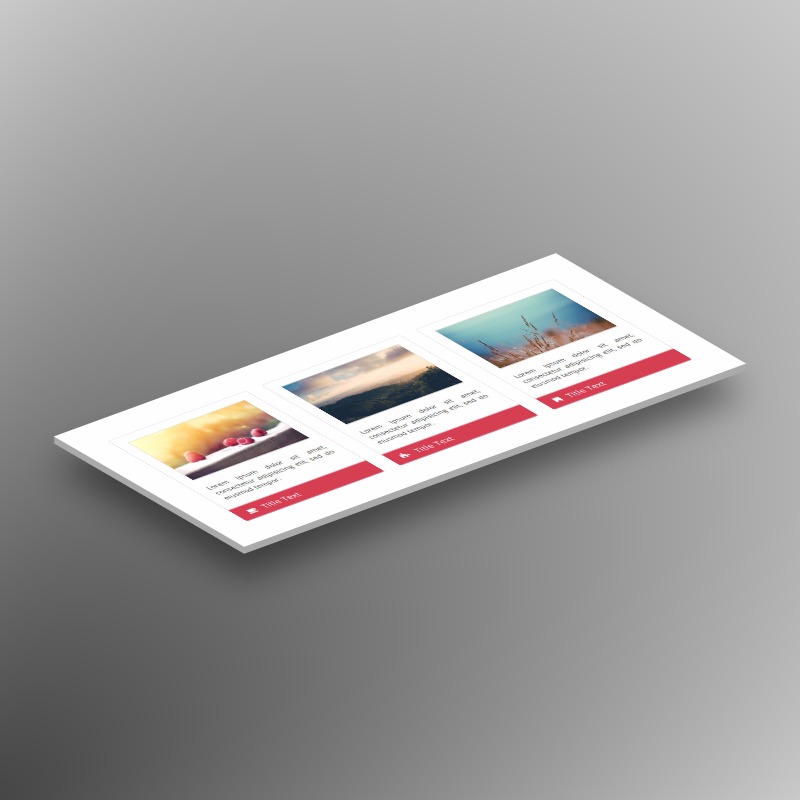 Lorem ipsum dolor sit amet,
consectetur adipisicing elit, sed do
eiusmod tempor.
Title Text
Lorem ipsum dolor sit amet,
consectetur adipisicing elit, sed do
eiusmod tempor.
Title Text
Lorem ipsum dolor sit amet,
consectetur adipisicing elit, sed do
eiusmod tempor.
Title Text